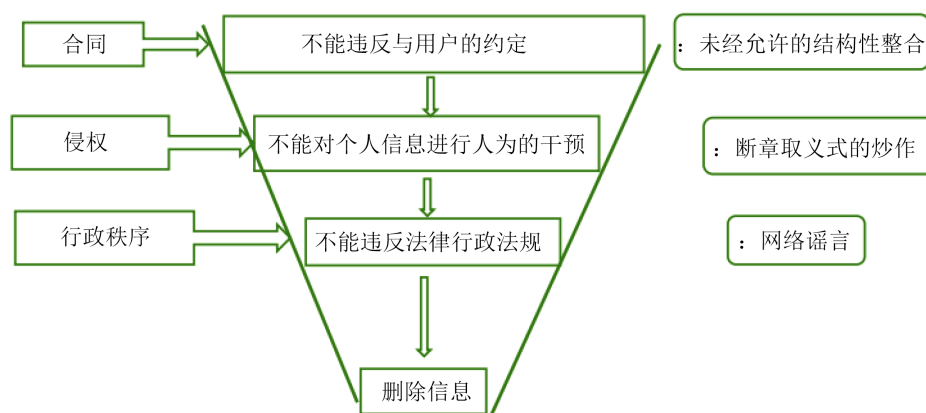 合同
不能违反与用户的约定
：未经允许的结构性整合
侵权
不能对个人信息进行人为的干预
：断章取义式的炒作
行政秩序
不能违反法律行政法规
：网络谣言
删除信息